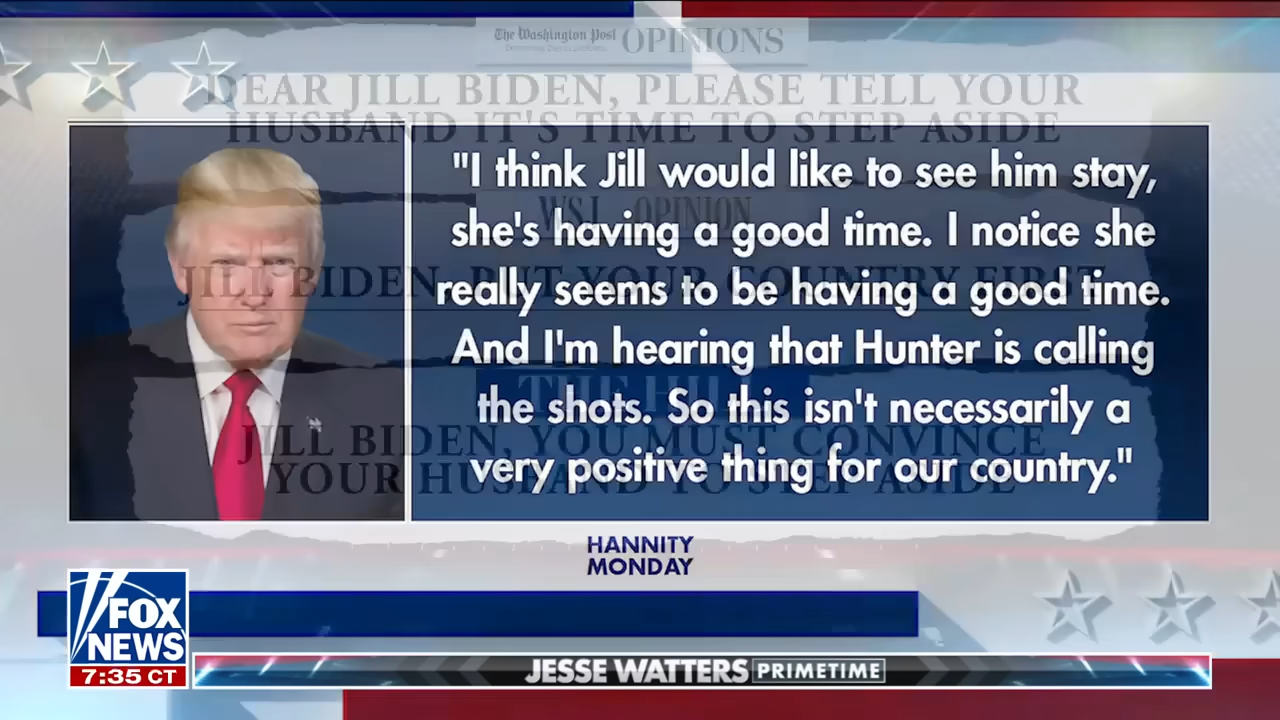 The Washington Post OPINIONS
DEAR JILL BIDEN, PLEASE TELL YOUR
HUSBAND IT'S TIME TO STEP ASIDE
"I think Jill would like to see him stay,
WSJ OPINION
she's having a good time. I notice she
JILL BIDEN, PUT YOUR COUNTRY FIRST
really seems to be having a good time.
And I'm hearing that Hunter is calling
THE HILL
the shots. So this isn't necessarily a
JILL BIDEN, YOU MUST CONVINCE
YOUR HUSBAND TO STEP ASIDE
very positive thing for our country."
HANNITY
MONDAY
FOX
NEWS
7:35 CT
JESSE WATTERS PRIMETIME